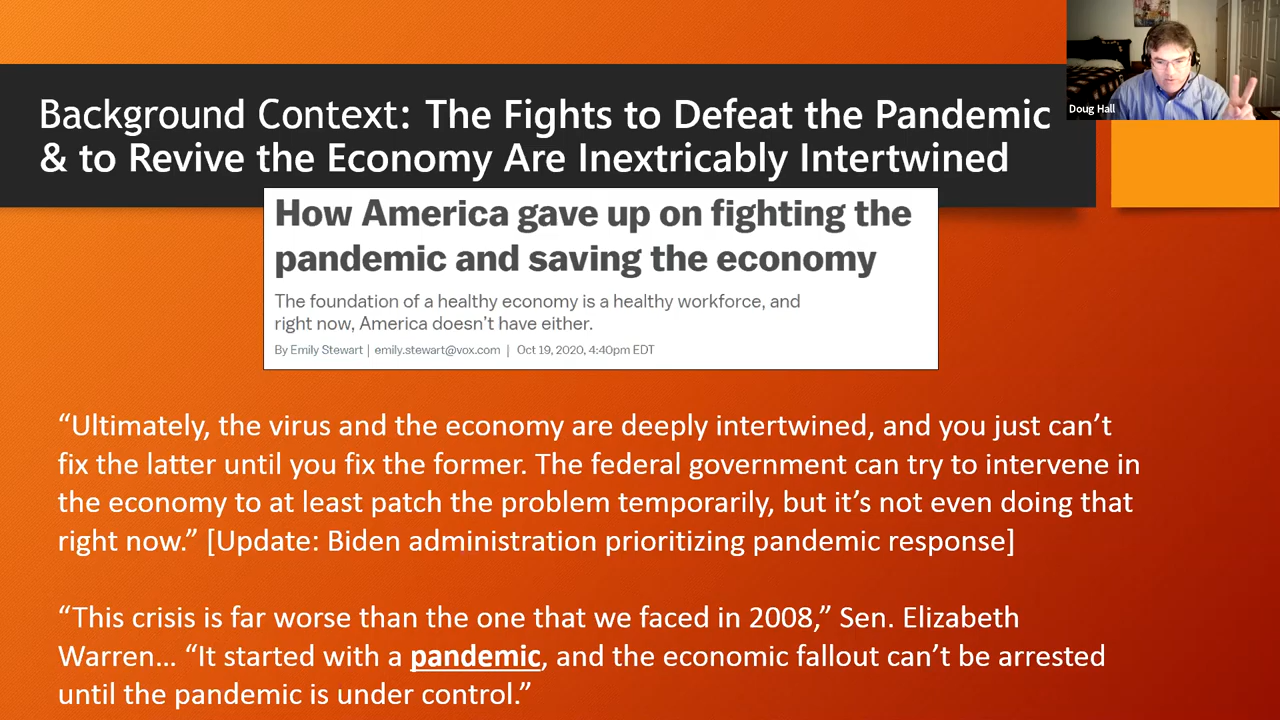 Background Context: The Fights to Defeat the Pandemic
& to Revive the Economy Are Inextricably Intertwined
Doug Hall
How America gave up on fighting the
pandemic and saving the economy
The foundation of a healthy economy is a healthy workforce, and
right now, America doesn't have either.
By Emily Stewart | emily.stewart@vox.com | Oct 19, 2020, 4:40pm EDT
“Ultimately, the virus and the economy are deeply intertwined, and you just can’t
fix the latter until you fix the former. The federal government can try to intervene in
the economy to at least patch the problem temporarily, but it’s not even doing that
right now.” [Update: Biden administration prioritizing pandemic response]
“This crisis is far worse than the one that we faced in 2008,” Sen. Elizabeth
Warren… “It started with a pandemic, and the economic fallout can’t be arrested
until the pandemic is under control.”